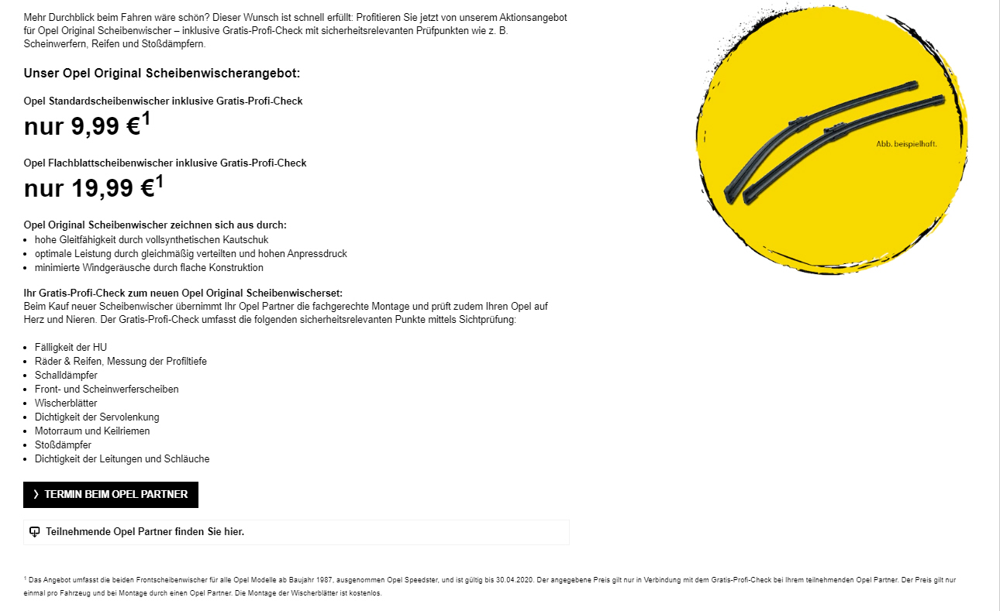 Mehr Durchblick beim Fahren wäre schön? Dieser Wunsch ist schnell erfüllt: Profitieren Sie jetzt von unserem Aktionsangebot
für Opel Original Scheibenwischer – inklusive Gratis-Profi-Check mit sicherheitsrelevanten Prüfpunkten wie z. B.
Scheinwerfern, Reifen und Stoßdämpfern.
Unser Opel Original Scheibenwischerangebot:
Opel Standardscheibenwischer inklusive Gratis-Profi-Check
nur 9,99 €¹
Opel Flachblattscheibenwischer inklusive Gratis-Profi-Check
nur 19,99 €¹
Abb. beispielhaft.
Opel Original Scheibenwischer zeichnen sich aus durch:
• hohe Gleitfähigkeit durch vollsynthetischen Kautschuk
• optimale Leistung durch gleichmäßig verteilten und hohen Anpressdruck
• minimierte Windgeräusche durch flache Konstruktion
Ihr Gratis-Profi-Check zum neuen Opel Original Scheibenwischerset:
Beim Kauf neuer Scheibenwischer übernimmt Ihr Opel Partner die fachgerechte Montage und prüft zudem Ihren Opel auf
Herz und Nieren. Der Gratis-Profi-Check umfasst die folgenden sicherheitsrelevanten Punkte mittels Sichtprüfung:
• Fälligkeit der HU
• Räder & Reifen, Messung der Profiltiefe
• Schalldämpfer
• Front- und Scheinwerferscheiben
• Wischerblätter
• Dichtigkeit der Servolenkung
• Motorraum und Keilriemen
• Stoßdämpfer
• Dichtigkeit der Leitungen und Schläuche
TERMIN BEIM OPEL PARTNER
Teilnehmende Opel Partner finden Sie hier.
¹ Das Angebot umfasst die beiden Frontscheibenwischer für alle Opel Modelle ab Baujahr 1987, ausgenommen Opel Speedster, und ist gültig bis 30.04.2020. Der angegebene Preis gilt nur in Verbindung mit dem Gratis-Profi-Check bei Ihrem teilnehmenden Opel Partner. Der Preis gilt nur
einmal pro Fahrzeug und bei Montage durch einen Opel Partner. Die Montage der Wischerblätter ist kostenlos.